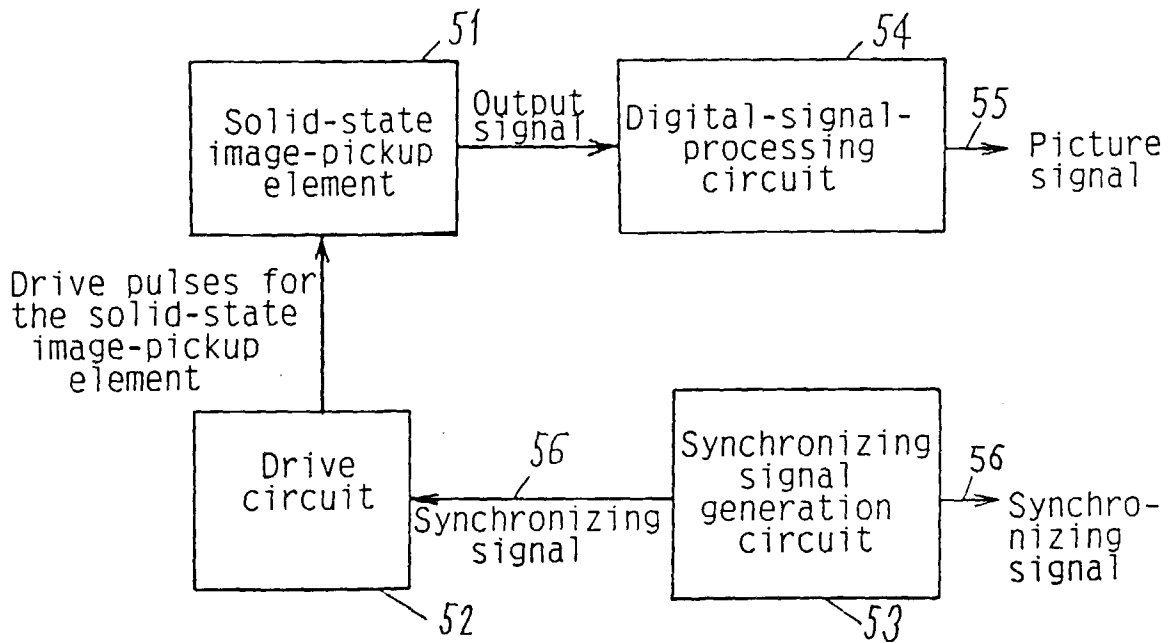 51
Solid-state
image-pickup
element
Output
signal
54
Digital-signal-
processing
circuit
55
Picture
signal
Drive pulses for
the solid-state
image-pickup
element
Drive
circuit
52
56
Synchronizing
signal
Synchronizing
signal
generation
circuit
53
56
Synchro-
nizing
signal